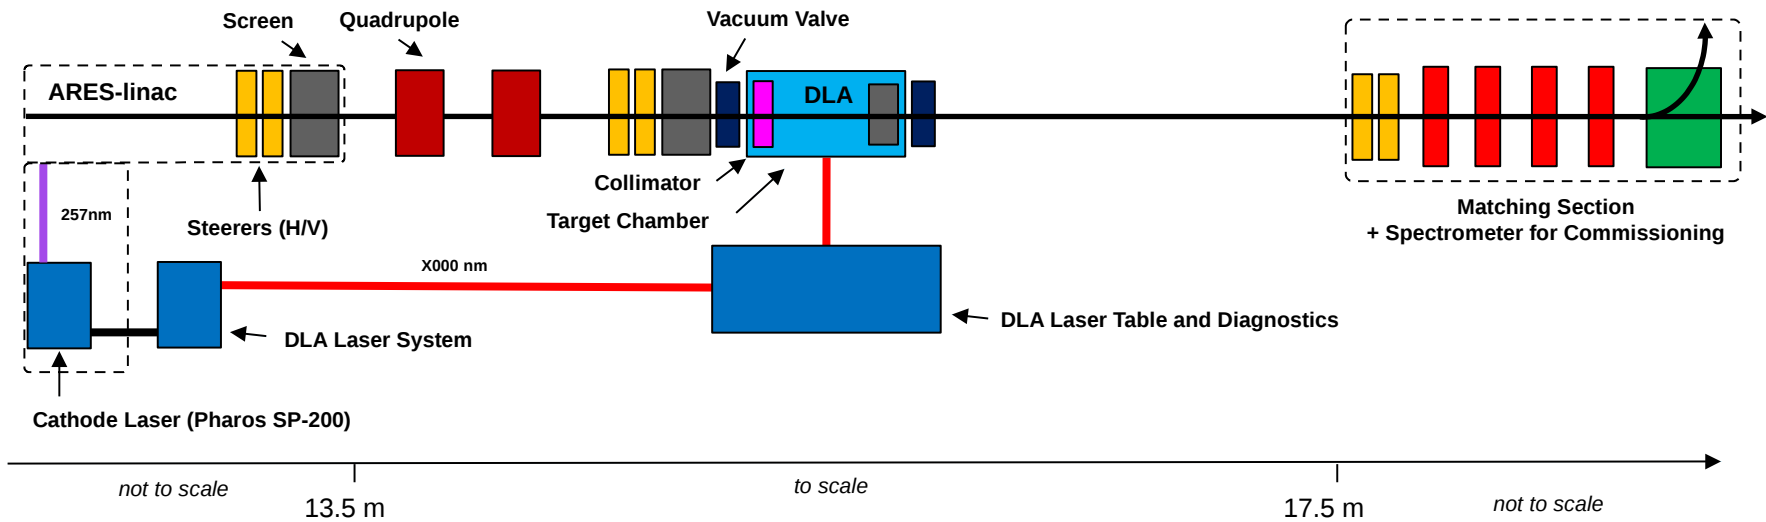 Screen
Quadrupole
Vacuum Valve
ARES-linac
DLA
Collimator
Target Chamber
257nm
Steerers (H/V)
Matching Section
+ Spectrometer for Commissioning
X000 nm
DLA Laser System
DLA Laser Table and Diagnostics
Cathode Laser (Pharos SP-200)
not to scale
to scale
not to scale
13.5 m
17.5 m